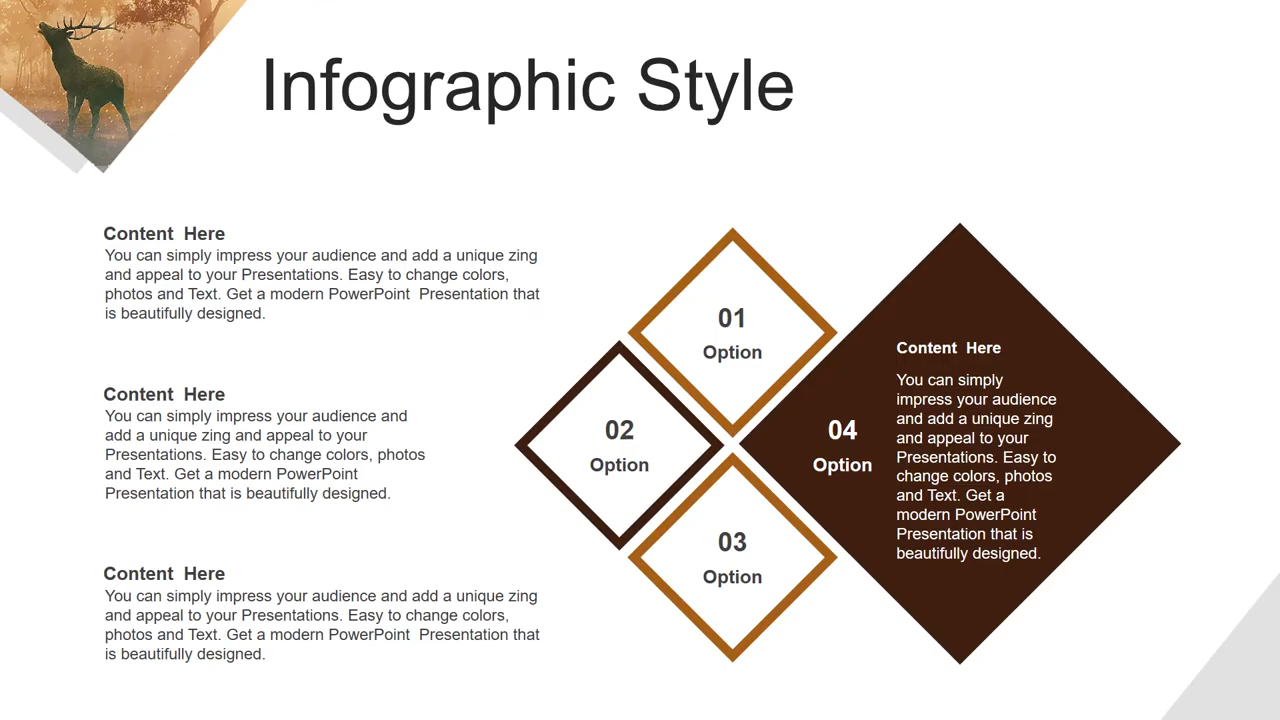 Infographic Style
Content  Here
You can simply impress your audience and add a unique zing
and appeal to your Presentations. Easy to change colors,
photos and Text. Get a modern PowerPoint  Presentation that
is beautifully designed.
Content  Here
You can simply impress your audience and
add a unique zing and appeal to your
Presentations. Easy to change colors, photos
and Text. Get a modern PowerPoint
Presentation that is beautifully designed.
Content  Here
You can simply impress your audience and add a unique zing
and appeal to your Presentations. Easy to change colors,
photos and Text. Get a modern PowerPoint  Presentation that
is beautifully designed.
01
Option
02
Option
03
Option
04
Option
Content  Here
You can simply
impress your audience
and add a unique zing
and appeal to your
Presentations. Easy to
change colors, photos
and Text. Get a
modern PowerPoint
Presentation that is
beautifully designed.